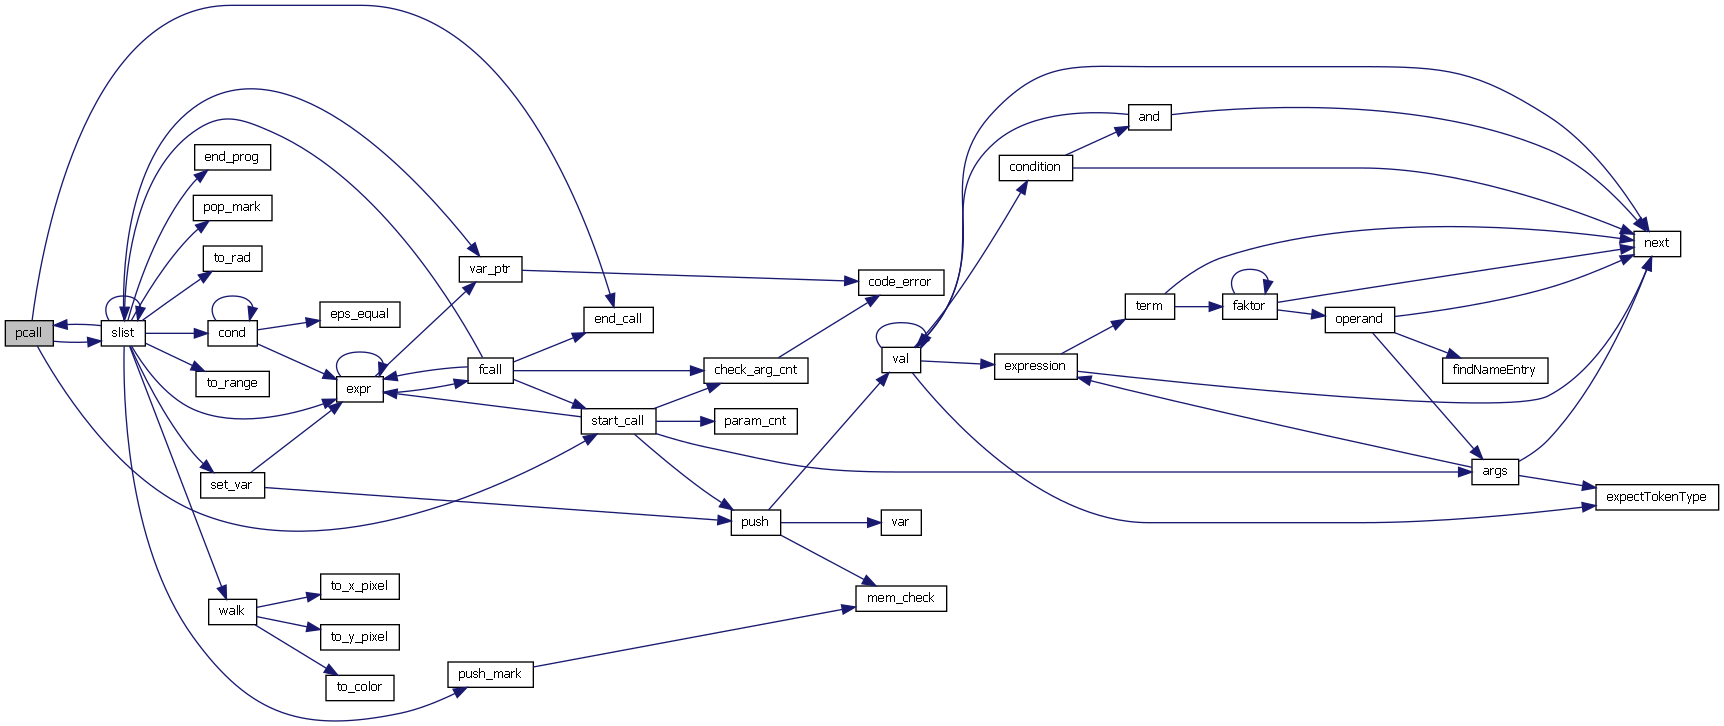 pcall
slist
end_prog
pop_mark
to_rad
cond
to_range
set_var
walk
eps_equal
expr
to_x_pixel
to_y_pixel
to_color
var_ptr
fcall
push_mark
end_call
start_call
check_arg_cnt
param_cnt
push
code_error
val
var
mem_check
condition
expression
and
term
faktor
operand
findNameEntry
args
next
expectTokenType